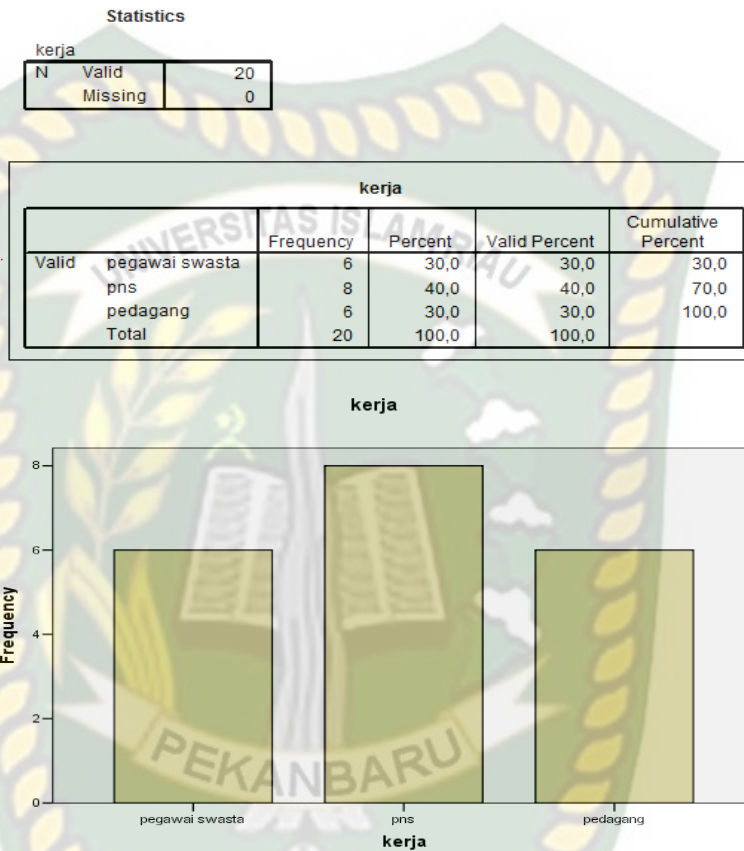 Statistics
kerja
N Valid 20
Missing 0
kerja
Frequency Percent Valid Percent Cumulative Percent
Valid pegawai swasta 6 30,0 30,0 30,0
pns 8 40,0 40,0 70,0
pedagang 6 30,0 30,0 100,0
Total 20 100,0 100,0
UNIVERSITAS ISLAM RIAU
kerja
Frequency
8
6
4
2
0
pegawai swasta pns pedagang
kerja
PEKANBARU